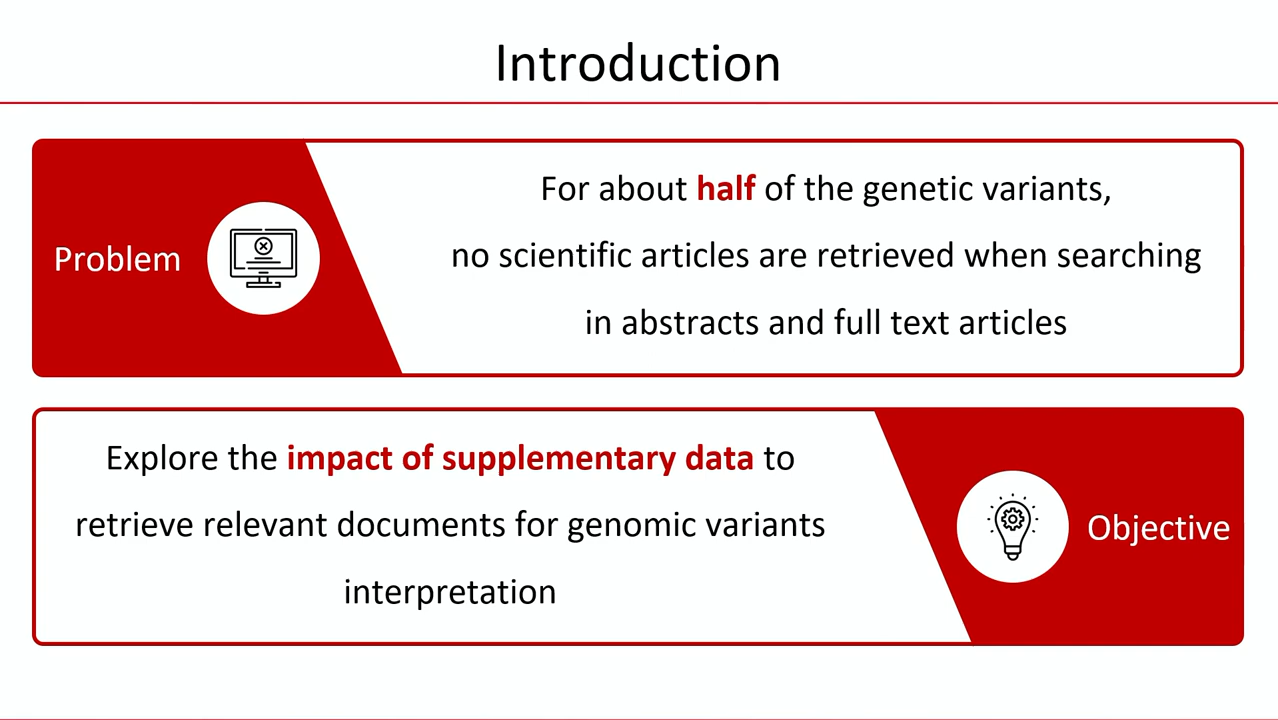 Introduction
Problem
For about half of the genetic variants,
no scientific articles are retrieved when searching
in abstracts and full text articles
Explore the impact of supplementary data to
retrieve relevant documents for genomic variants
interpretation
Objective